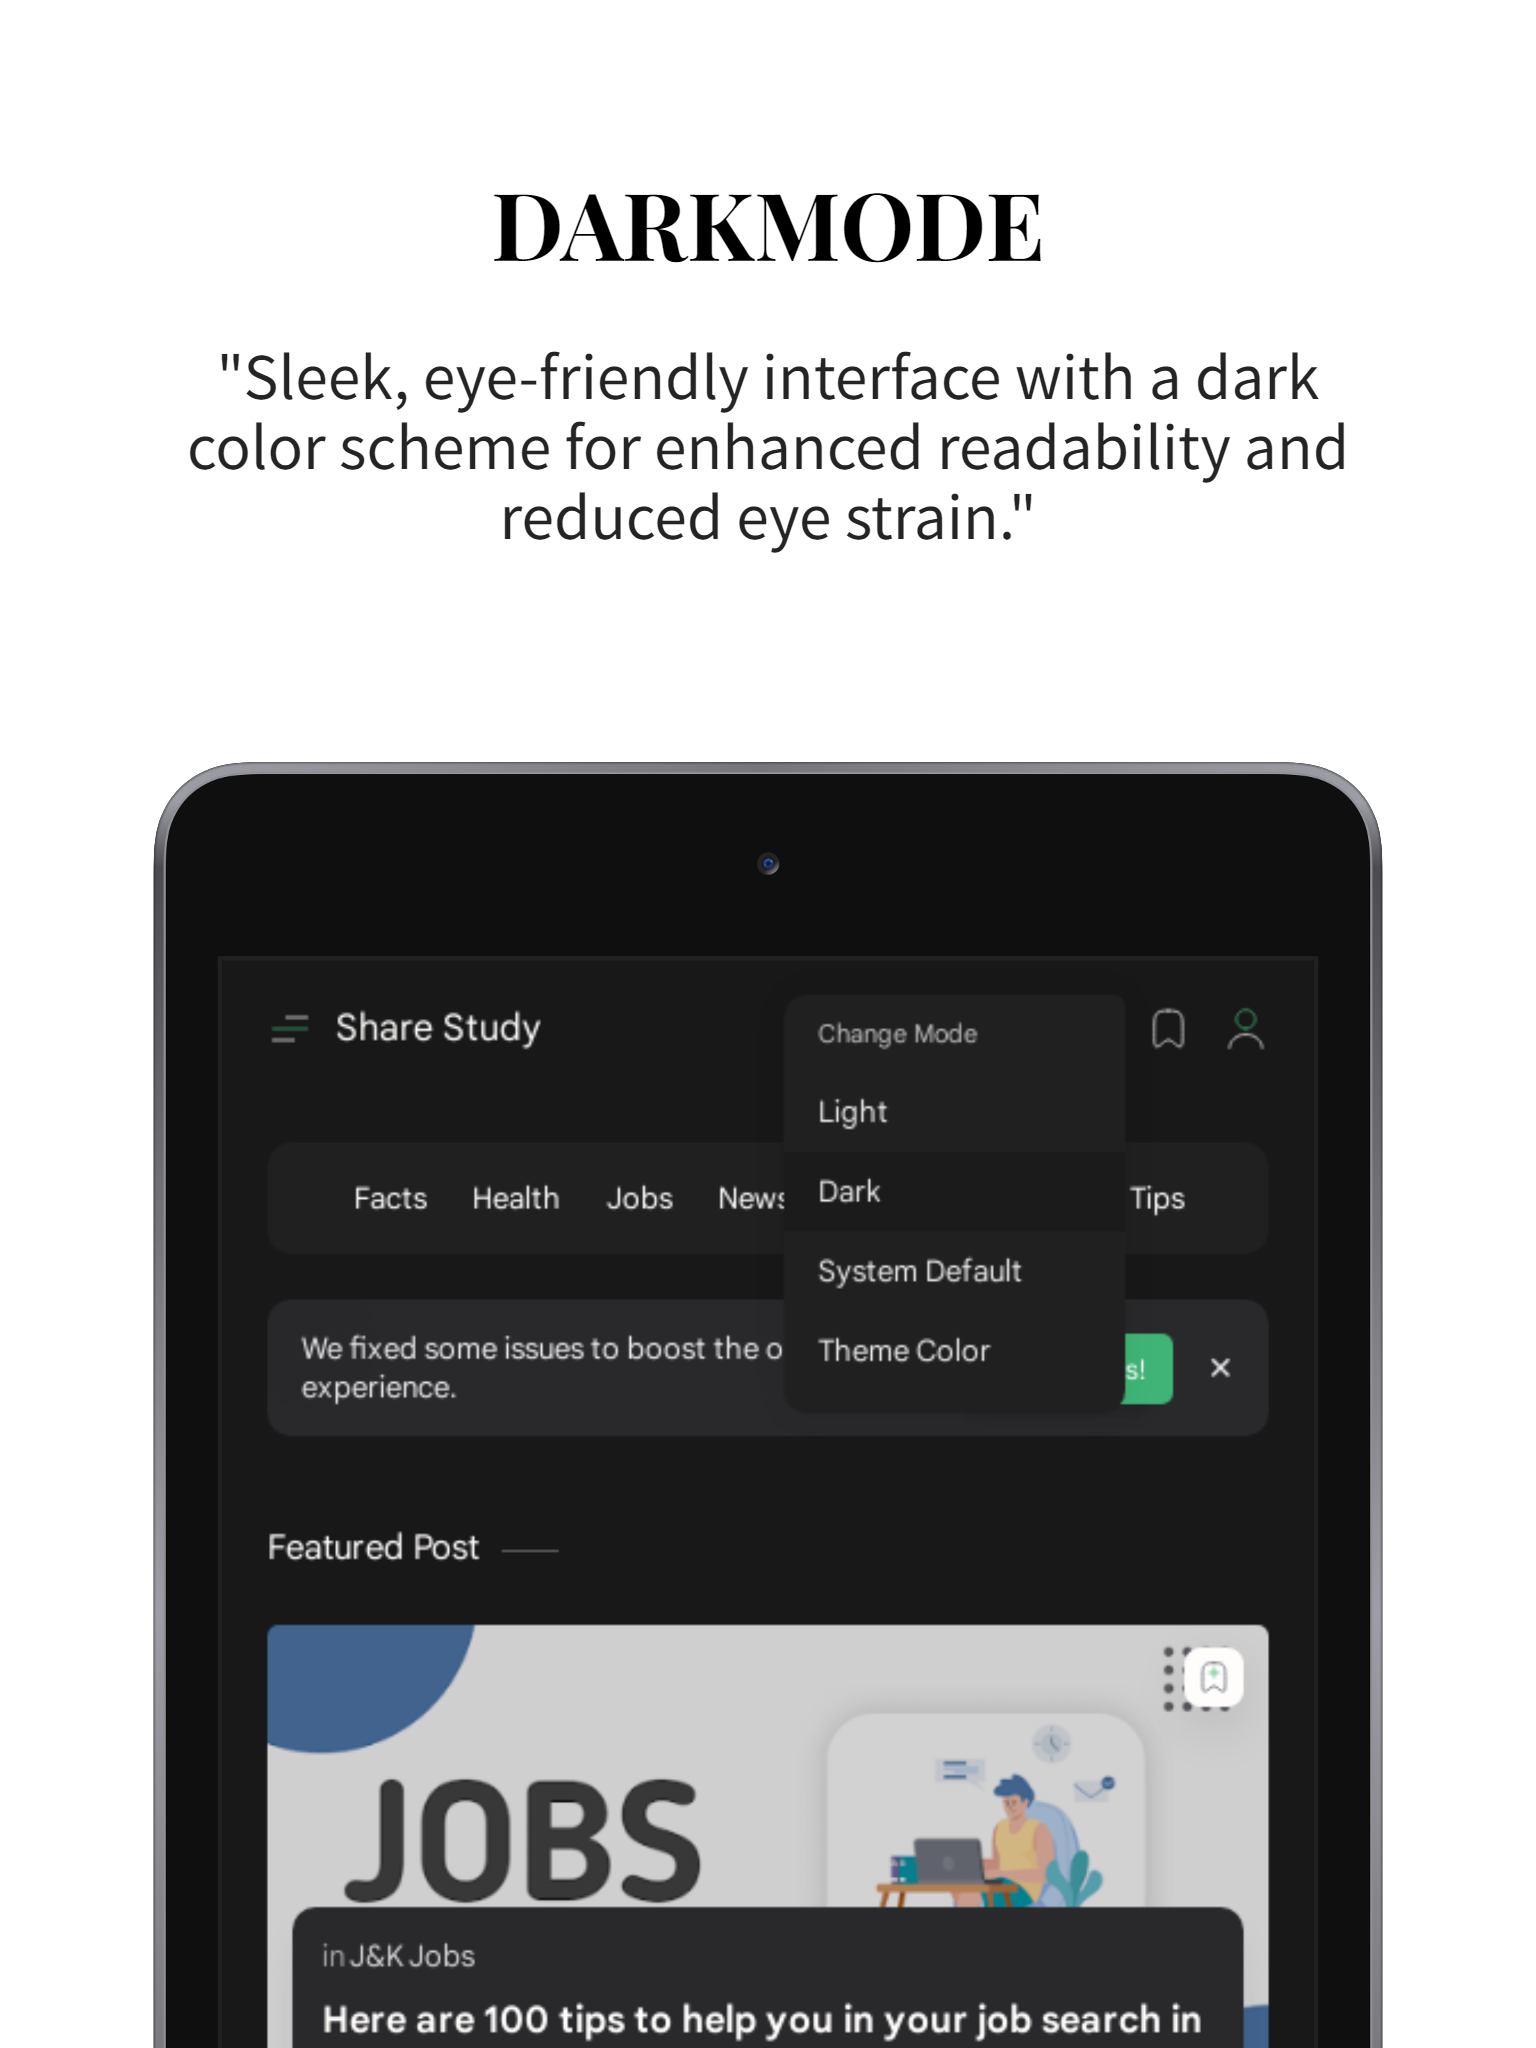 DARKMODE
"Sleek, eye-friendly interface with a dark
color scheme for enhanced readability and
reduced eye strain."
Share Study
Change Mode
Light
Dark
System Default
Theme Color
Facts Health Jobs News Tips
We fixed some issues to boost the o
experience.
s!
Featured Post
JOBS
in J&K Jobs
Here are 100 tips to help you in your job search in